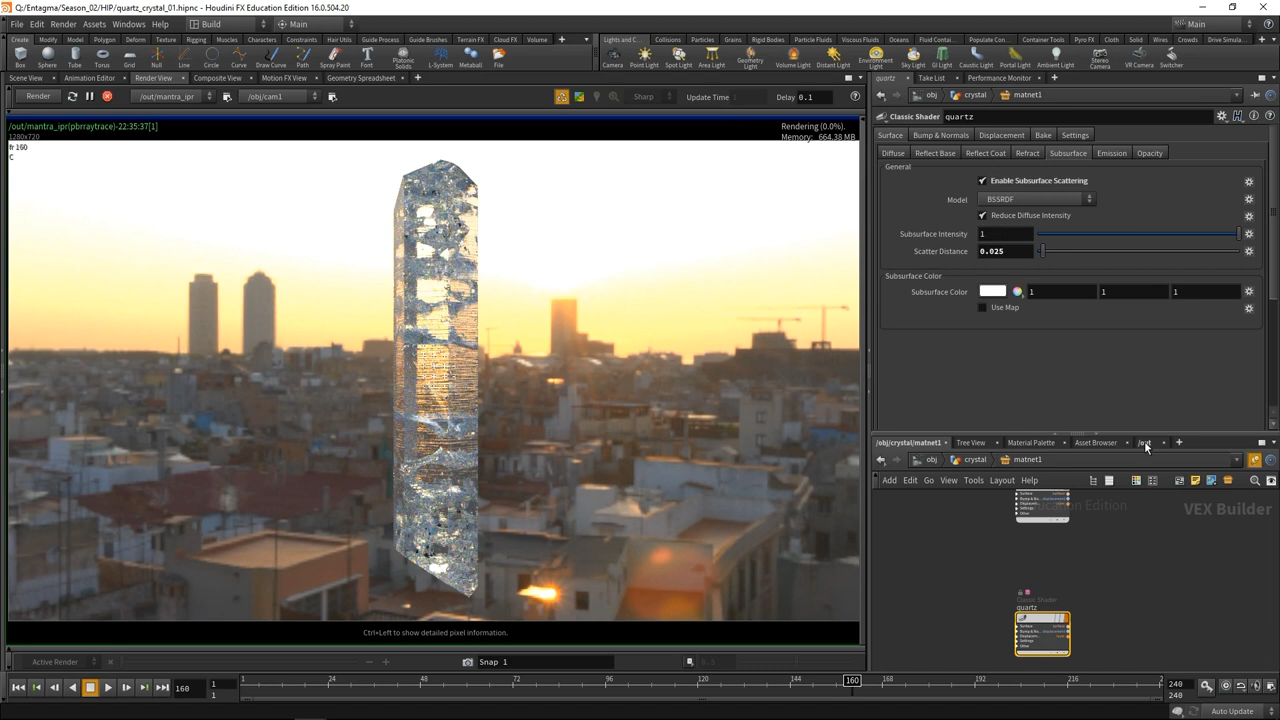 Q:/Entagma/Season_02/HIP/quartz_crystal_01.hipnc - Houdini FX Education Edition 16.0.504.20
File Edit Render Assets Windows Help Build Main Main
Create Modify Model Polygon Deform Texture Rigging Muscles Characters Constraints Hair Utils Guide Process Guide Brushes Terrain FX Cloud FX Volume
Lights and C... Collisions Particles Grains Rigid Bodies Particle Fluids Viscous Fluids Oceans Fluid Contai... Populate Con... Container Tools Pyro FX Cloth Solid Wires Crowds Drive Simula...
Box Sphere Tube Torus Grid Null Line Circle Curve Draw Curve Path Spray Paint Font Platonic Solids L-System Metaball File
Camera Point Light Spot Light Area Light Geometry Light Volume Light Distant Light Environment Light Sky Light GI Light Caustic Light Portal Light Ambient Light Stereo Camera VR Camera Switcher
Scene View Animation Editor Render View Composite View Motion FX View Geometry Spreadsheet
quartz Take List Performance Monitor
Render /out/mantra_ipr /obj/cam1 Sharp Update Time : Delay 0.1
obj crystal matnet1
Classic Shader quartz
/out/mantra_ipr(pbrraytrace)-22:35:37[1]
1280x720
fr 160
C
Rendering (0.0%).
Memory: 664.38 MB
Surface Bump & Normals Displacement Bake Settings
Diffuse Reflect Base Reflect Coat Refract Subsurface Emission Opacity
General
Enable Subsurface Scattering
Model BSSRDF
Reduce Diffuse Intensity
Subsurface Intensity 1
Scatter Distance 0.025
Subsurface Color
Subsurface Color 1 1 1
Use Map
/obj/crystal/matnet1 Tree View Material Palette Asset Browser /out
obj crystal matnet1
Add Edit Go View Tools Layout Help
Education Edition
VEX Builder
Classic Shader
quartz
Ctrl+Left to show detailed pixel information.
Active Render Snap 1 0.5
160 1 1 1 24 48 72 96 120 144 160 168 192 216 2 240 240
Auto Update